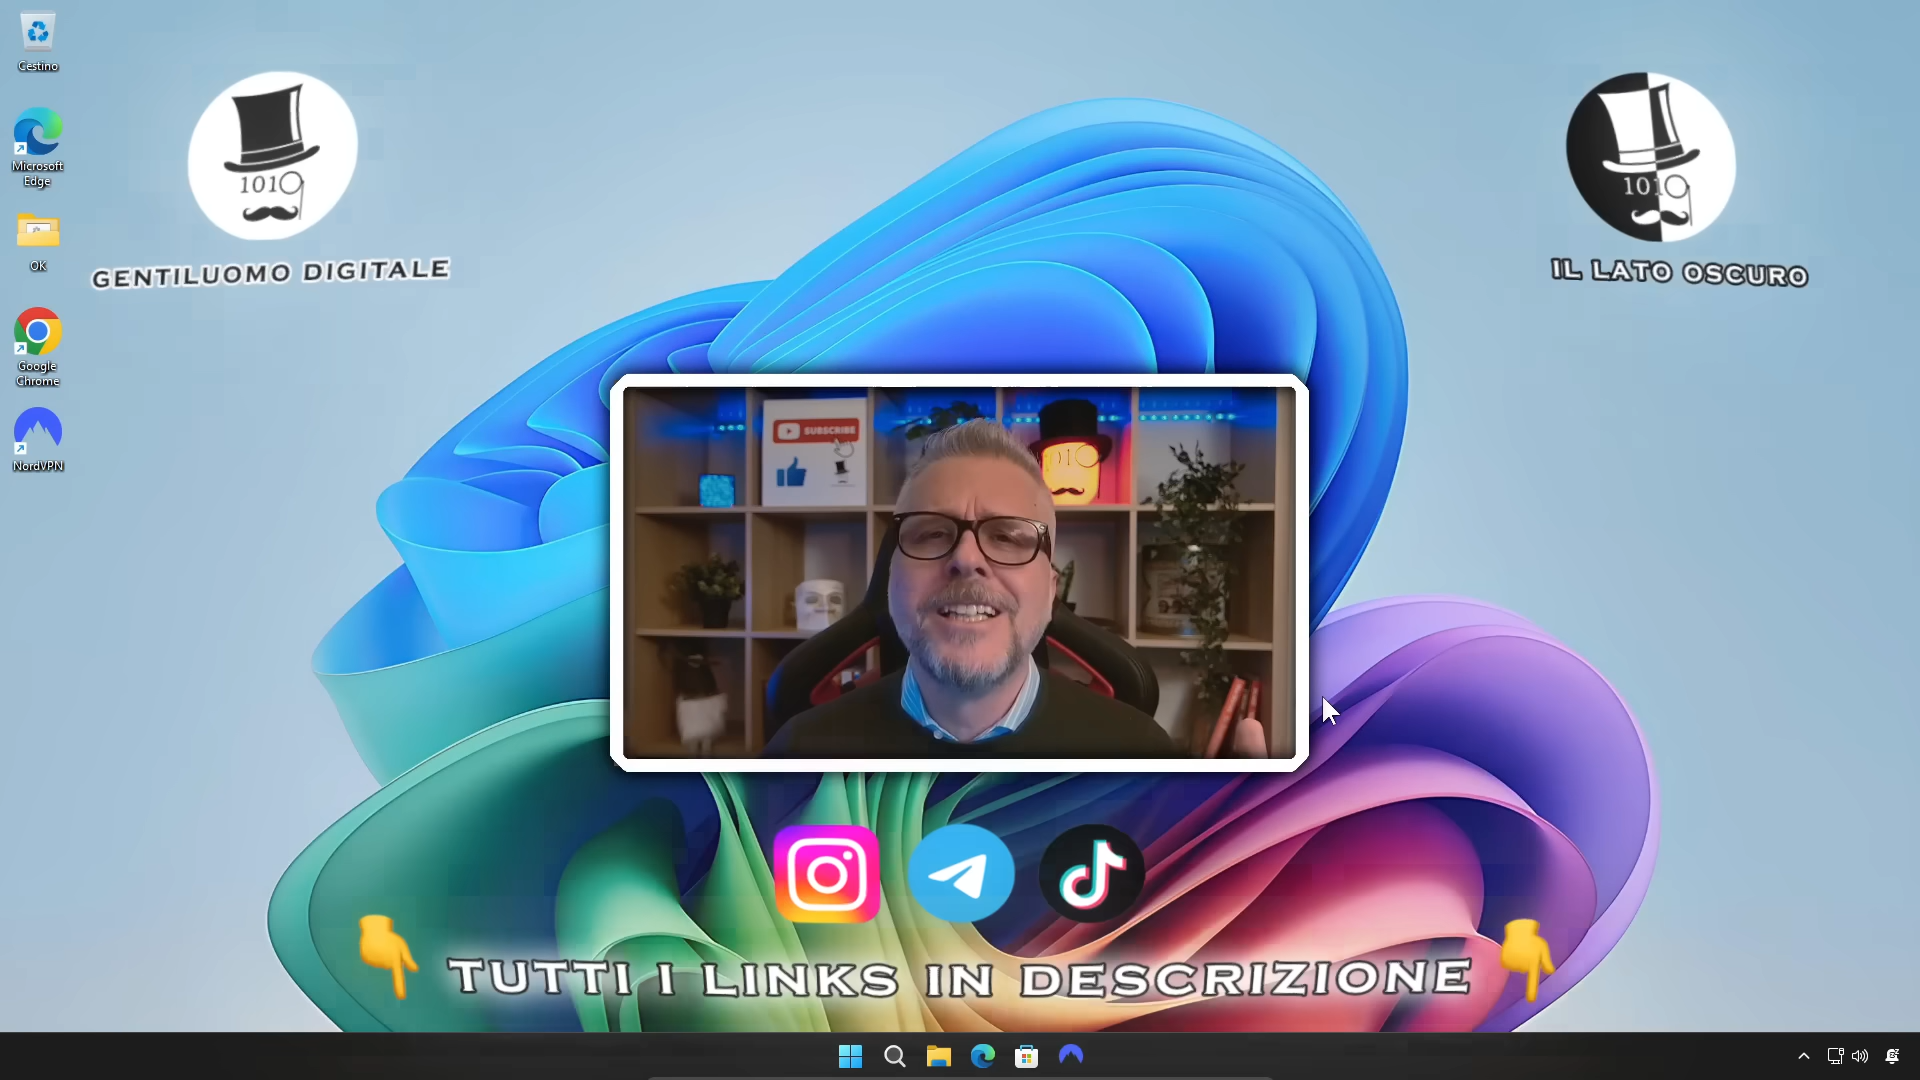 Cestino
Microsoft
Edge
OK
Google
Chrome
NordVPN
1010
GENTILUOMO DIGITALE
1010
IL LATO OSCURO
SUBSCRIBE
1010
TUTTI I LINKS IN DESCRIZIONE